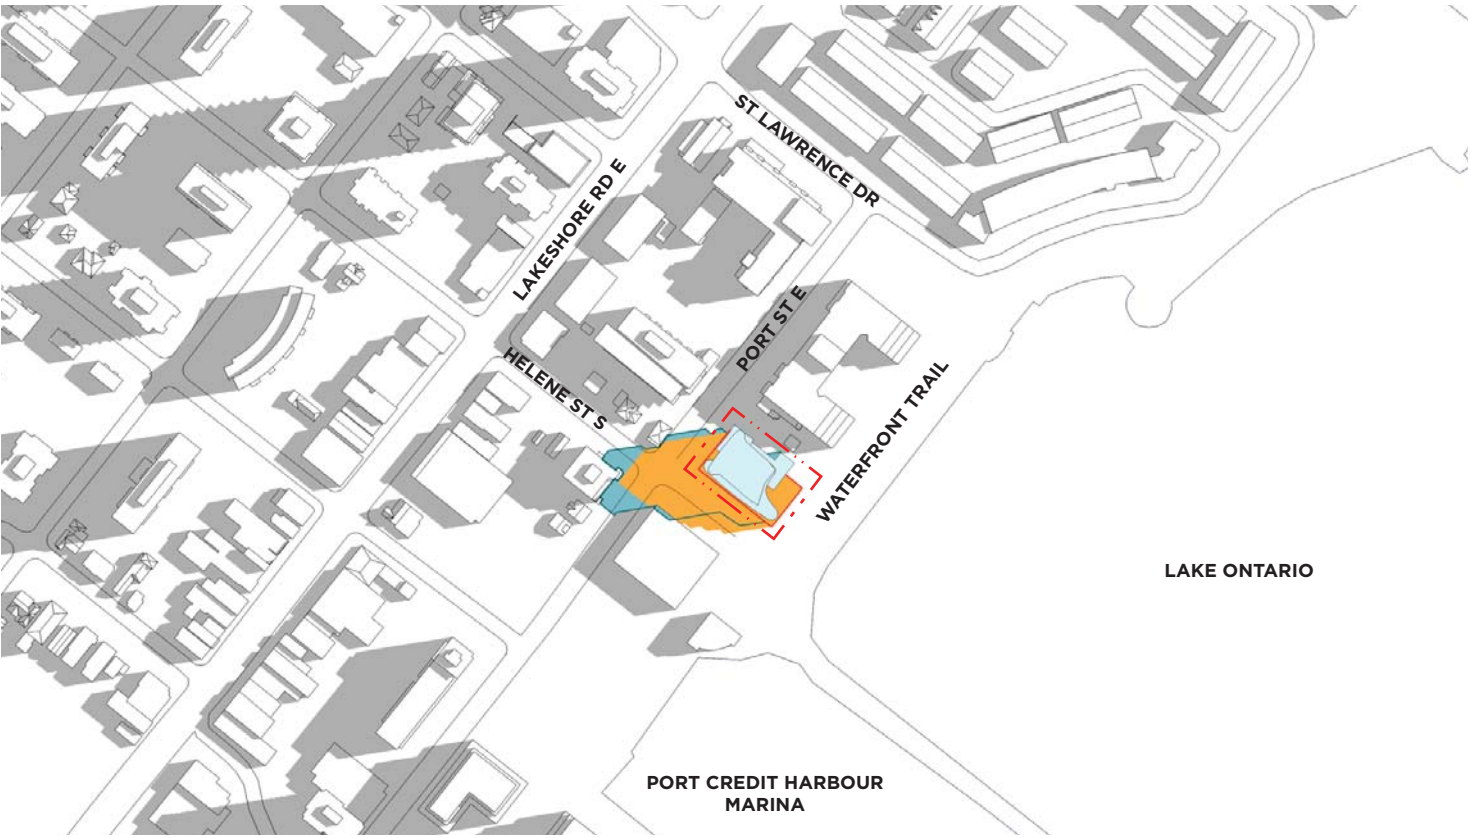 ST LAWRENCE DR
LAKESHORE RD E
PORT ST E
HELENE ST S
WATERFRONT TRAIL
LAKE ONTARIO
PORT CREDIT HARBOUR
MARINA